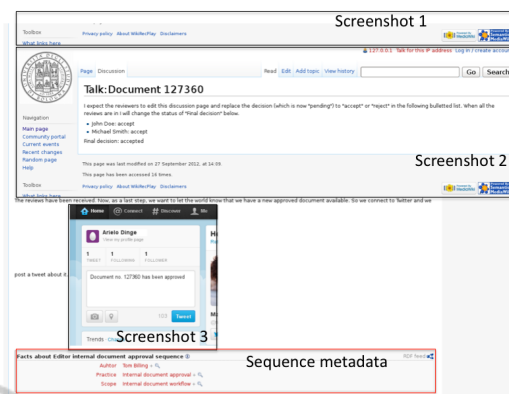 Screenshot 1
Toolbox
What links here
Privacy policy About WikiRecPlay Disclaimers
127.0.0.1 Talk for this IP address Log in / create account
Page Discussion Read Edit Add topic View history Go Search
Talk:Document 127360
I expect the reviewers to edit this discussion page and replace the decision (which is now "pending") to "accept" or "reject" in the following bulleted list. When all the
reviews are in I will change the status of "Final decision" below.
John Doe: accept
Michael Smith: accept
Final decision: accepted
Navigation
Main page
Community portal
Current events
Recent changes
Random page
Help
This page was last modified on 27 September 2012, at 14:09.
This page has been accessed 14 times.
Screenshot 2
Toolbox
What links here
Privacy policy About WikiRecPlay Disclaimers
The reviews have been received. Now, as a last step, we want to let the world know that we have a new approved document available. So we connect to Twitter and we
post a tweet about it.
Home Connect Discover Me
Arielo Dinge
View my profile page
1 1 1
TWEET FOLLOWING FOLLOWER
Document no. 127360 has been approved
103 Tweet
Trends
Screenshot 3
Facts about Editor internal document approval sequence
RDF feed
Sequence metadata
Author Tom Billing +
Practice Internal document approval +
Scope Internal document workflow +